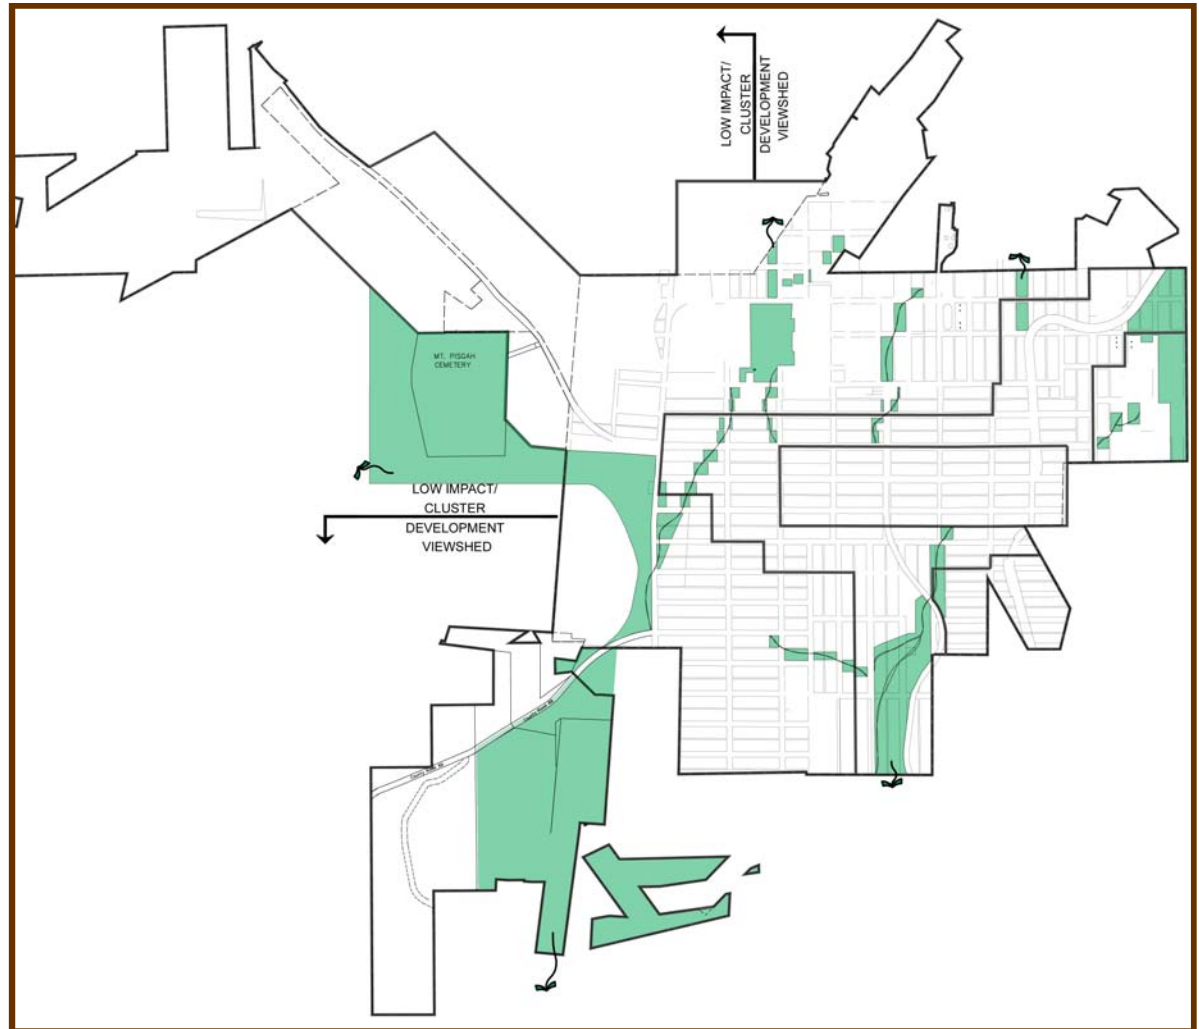 LOW IMPACT/
CLUSTER
DEVELOPMENT
VIEWSHED
MT. PISGAH
CEMETERY
LOW IMPACT/
CLUSTER
DEVELOPMENT
VIEWSHED